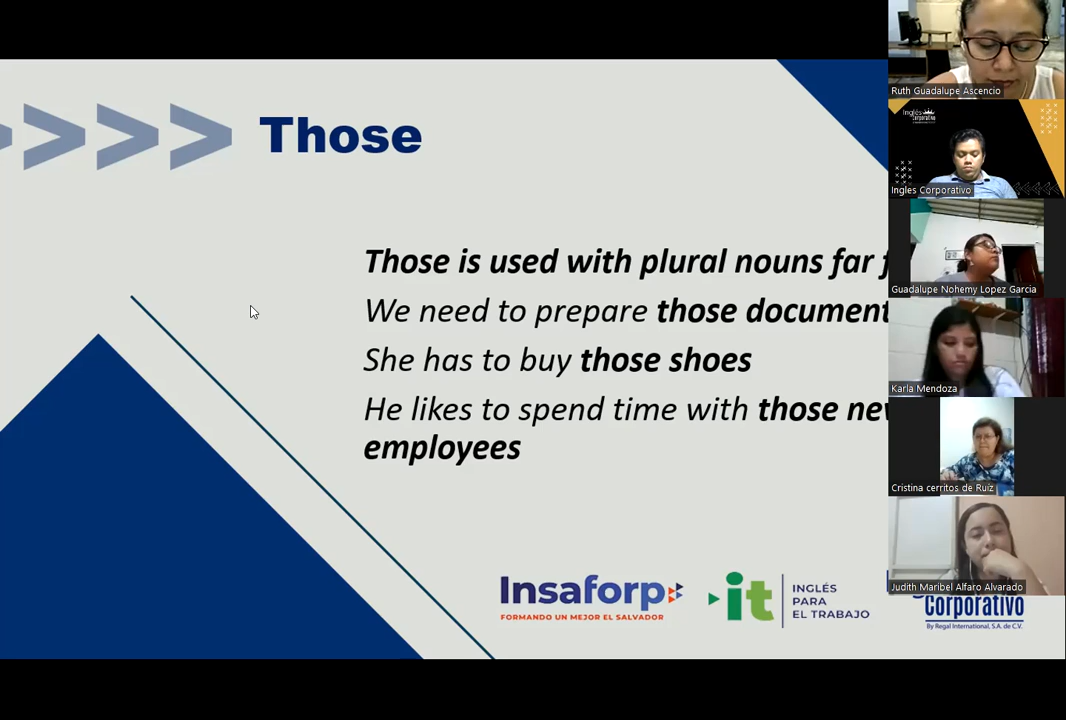 Those
Those is used with plural nouns far
We need to prepare those document
She has to buy those shoes
He likes to spend time with those
employees
Insaforp
FORMANDO UN MEJOR EL SALVADOR
it
INGLÉS
PARA
EL TRABAJO
Corporativo
By Regal International, S.A. de C.V.
Ruth Guadalupe Ascencio
Inglés
Corporativo
Ingles Corporativo
Guadalupe Nohemy Lopez Garcia
Karla Mendoza
Cristina cerritos de Ruiz
Judith Maribel Alfaro Alvarado